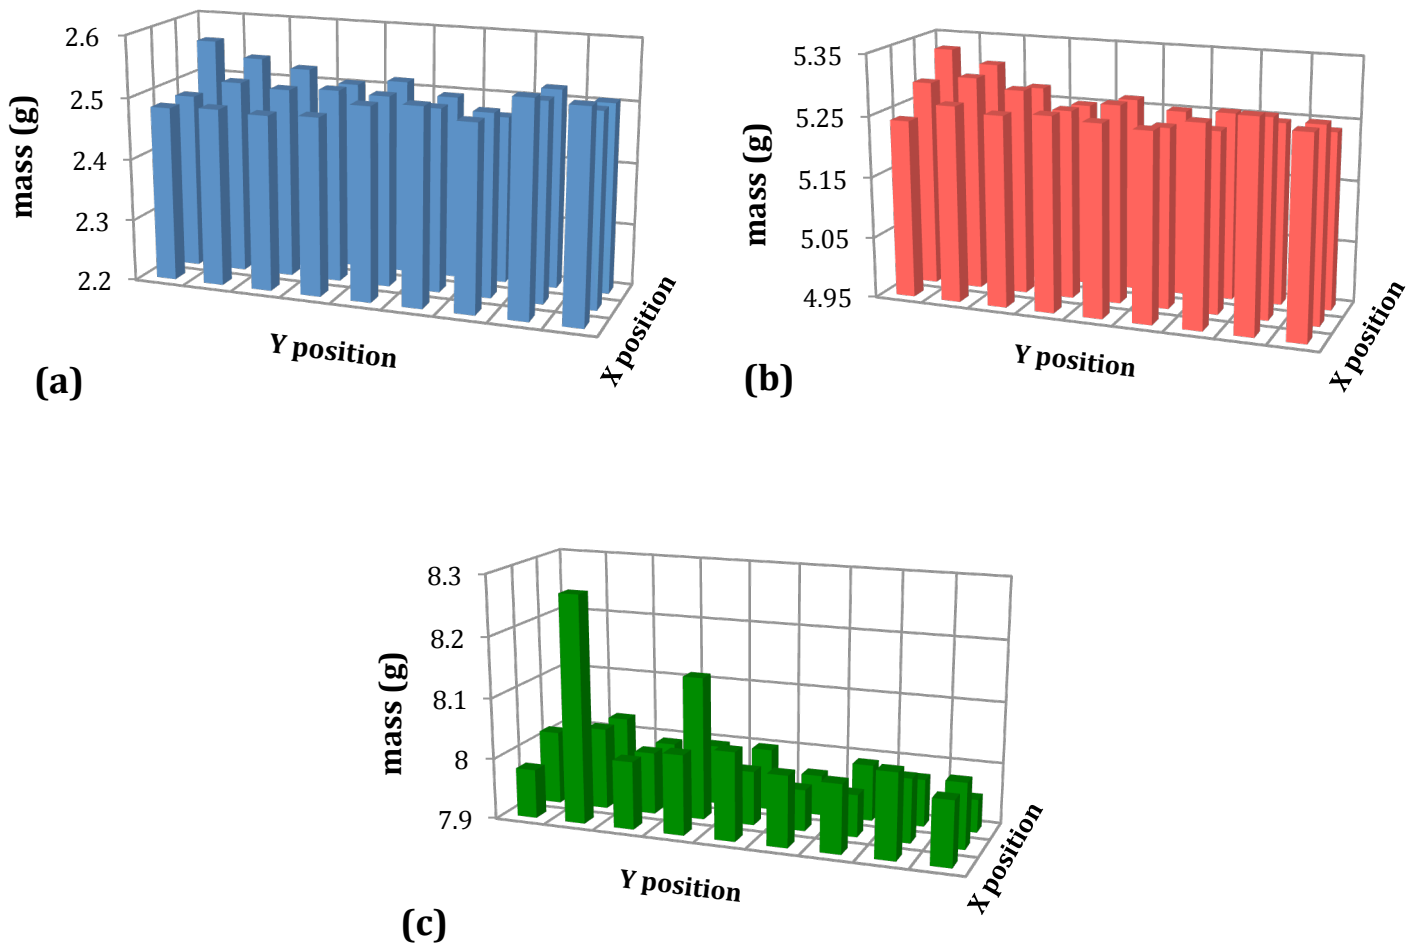 2.6
2.5
2.4
2.3
2.2
mass (g)
Y position
X position
(a)
5.35
5.25
5.15
5.05
4.95
mass (g)
Y position
X position
(b)
8.3
8.2
8.1
8
7.9
mass (g)
Y position
X position
(c)